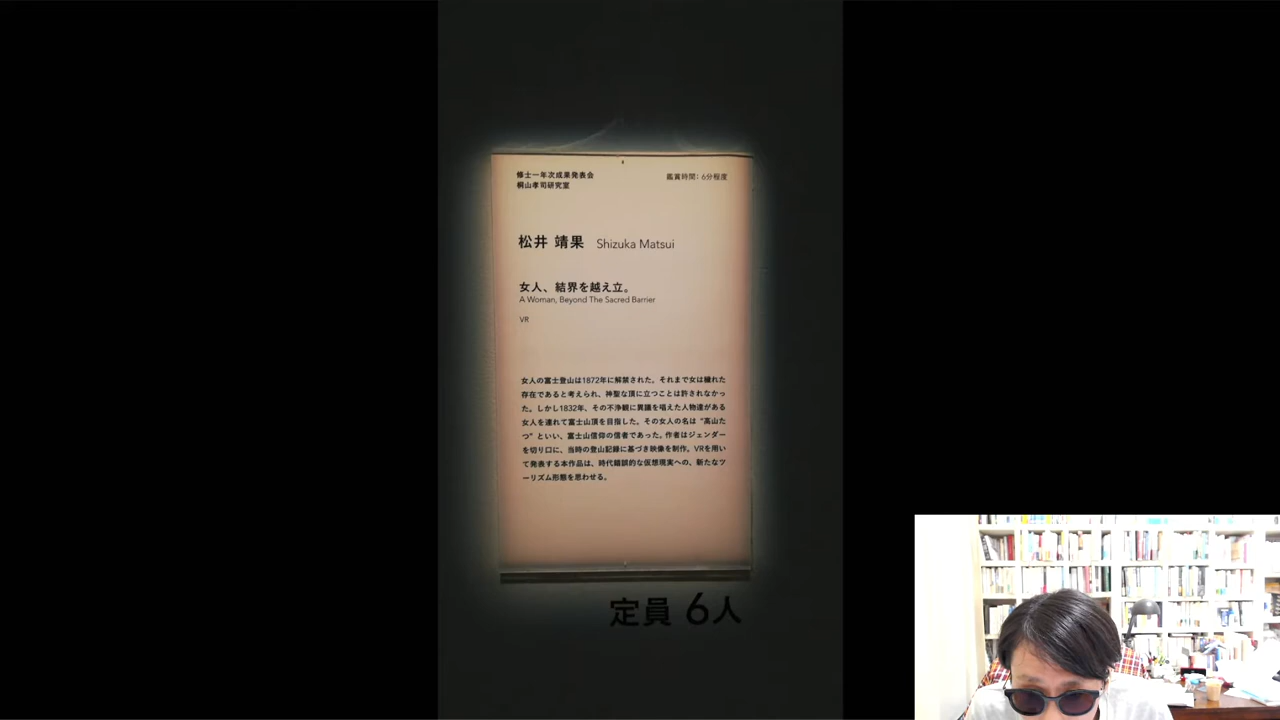 修士一年次成果発表会
桐山孝司研究室
鑑賞時間：6分程度
松井 靖果 Shizuka Matsui
女人、結界を越え立。
A Woman, Beyond The Sacred Barrier
VR
女人の富士登山は1872年に解禁された。それまで女は穢れた
存在であると考えられ、神聖な頂に立つことは許されなかっ
た。しかし1832年、その不浄観に異議を唱えた人物達がある
女人を連れて富士山頂を目指した。その女人の名は“高山た
つ”といい、富士山信仰の信者であった。作者はジェンダー
を切り口に、当時の登山記録に基づき映像を制作。VRを用い
て発表する本作品は、時代錯誤的な仮想現実への、新たなツ
ーリズム形態を思わせる。
定員 6人